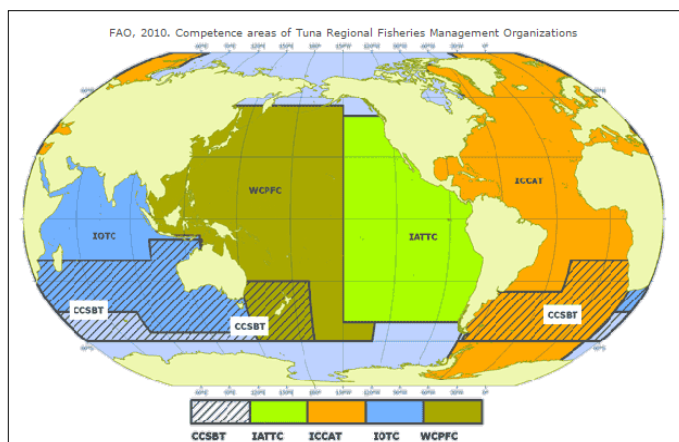 FAO, 2010. Competence areas of Tuna Regional Fisheries Management Organizations
WCPFC
ICCAT
IOTC
IATTC
CCSBT
CCSBT
CCSBT
CCSBT IATTC ICCAT IOTC WCPFC